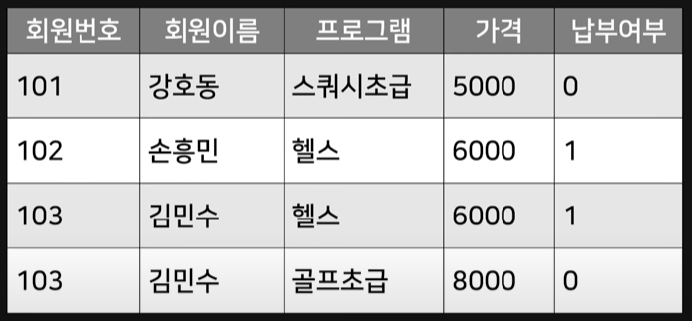 회원번호 회원이름 프로그램 가격 납부여부
101 강호동 스쿼시초급 5000 0
102 손흥민 헬스 6000 1
103 김민수 헬스 6000 1
103 김민수 골프초급 8000 0